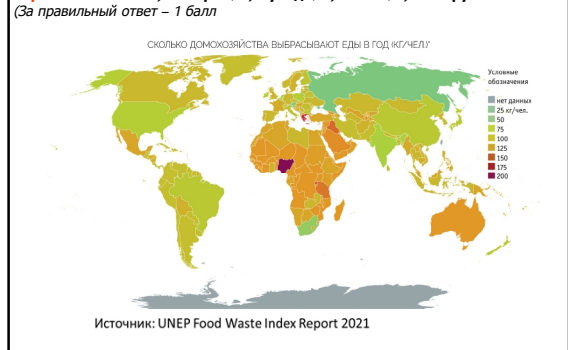 (За правильный ответ – 1 балл
СКОЛЬКО ДОМОХОЗЯЙСТВА ВЫБРАСЫВАЮТ ЕДЫ В ГОД (КГ/ЧЕЛ.)*
Условные
обозначения
нет данных
25 кг/чел.
50
75
100
125
150
175
200
Источник: UNEP Food Waste Index Report 2021